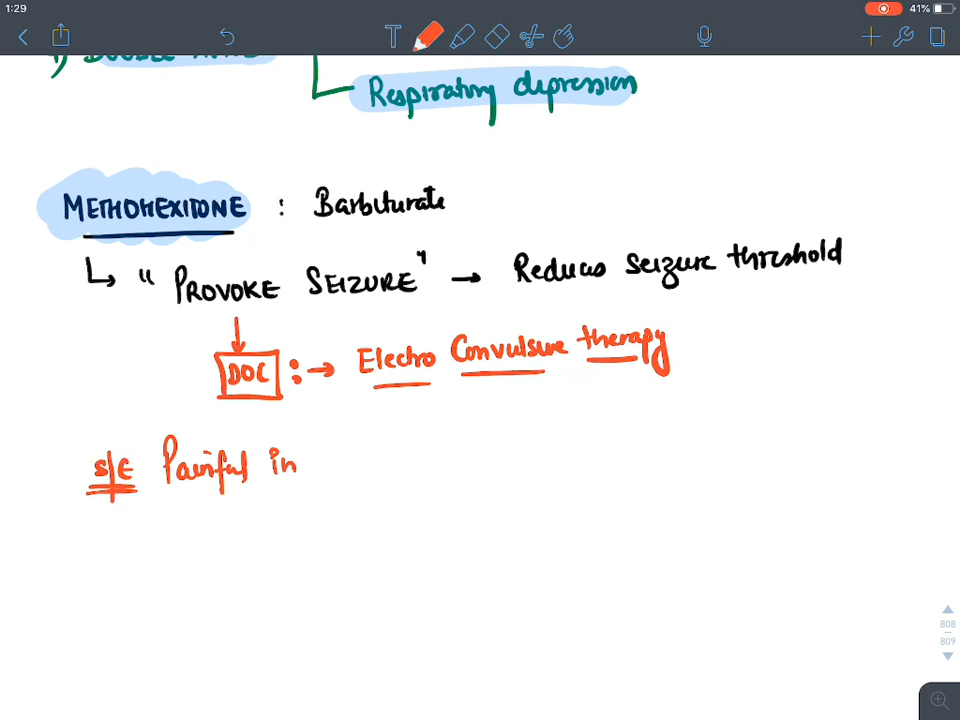 1:29 41%
T
Respiratory depression
METHOHEXIDONE : Barbiturate
"PROVOKE SEIZURE" → Reduces seizure threshold
DOC :→ Electro Convulsive therapy
S/E Painful in
808
809